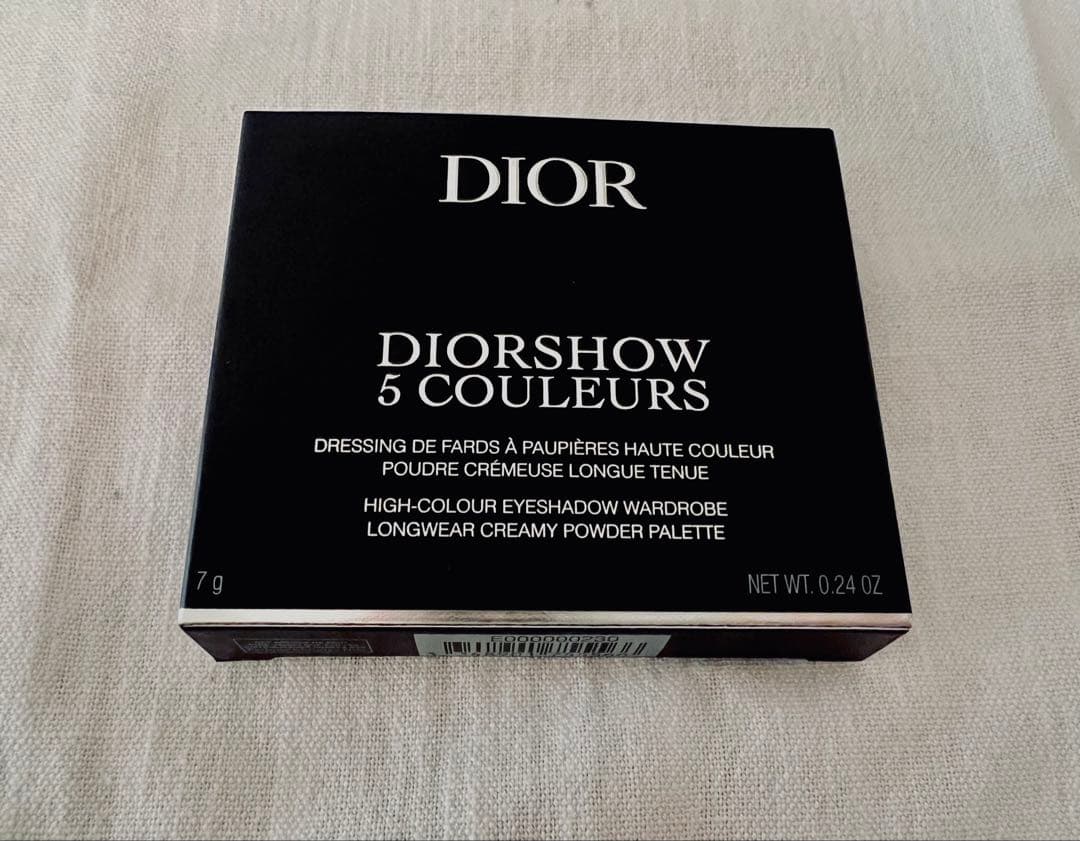 DIOR
DIORSHOW
5 COULEURS
DRESSING DE FARDS À PAUPIÈRES HAUTE COULEUR
POUDRE CRÉMEUSE LONGUE TENUE
HIGH-COLOUR EYESHADOW WARDROBE
LONGWEAR CREAMY POWDER PALETTE
7 g
NET WT. 0.24 OZ